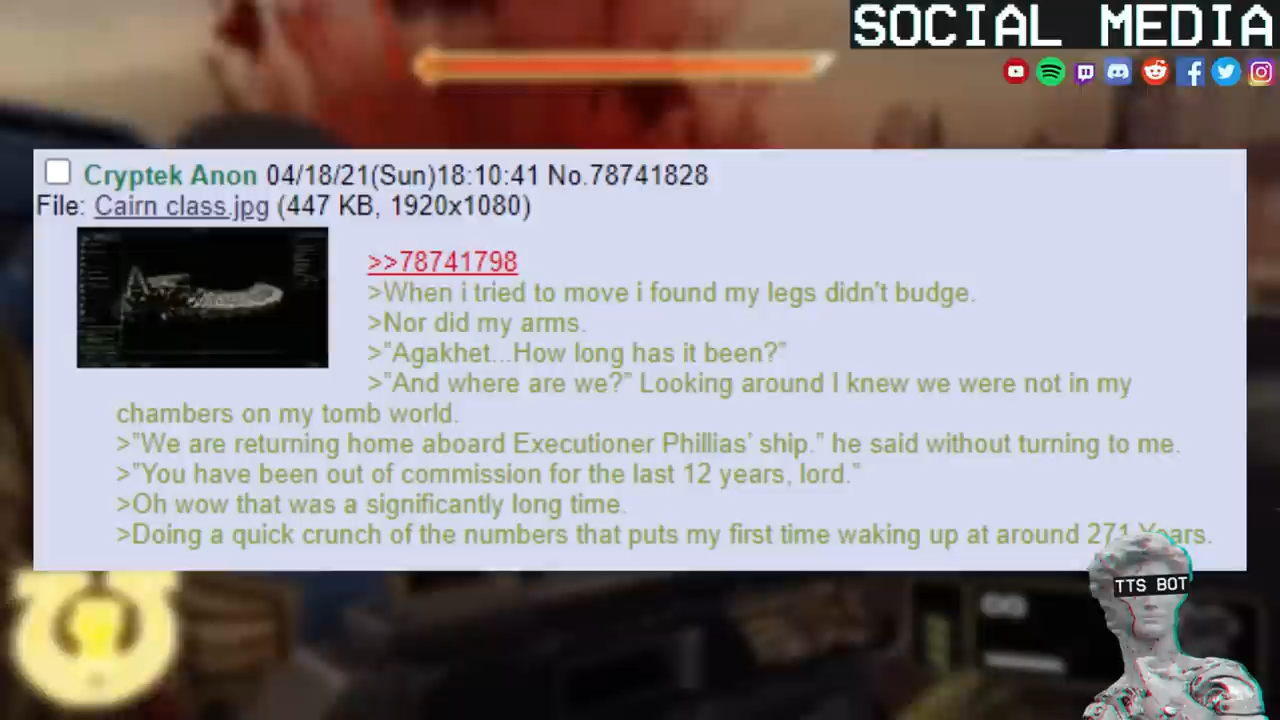 SOCIAL MEDIA
Cryptek Anon 04/18/21(Sun)18:10:41 No.78741828
File: Cairn class.jpg (447 KB, 1920x1080)
>>78741798
>When i tried to move i found my legs didn't budge.
>Nor did my arms.
>"Agakhet...How long has it been?"
>"And where are we?" Looking around I knew we were not in my
chambers on my tomb world.
>"We are returning home aboard Executioner Phillias' ship." he said without turning to me.
>"You have been out of commission for the last 12 years, lord."
>Oh wow that was a significantly long time.
>Doing a quick crunch of the numbers that puts my first time waking up at around 271 Years.
TTS BOT